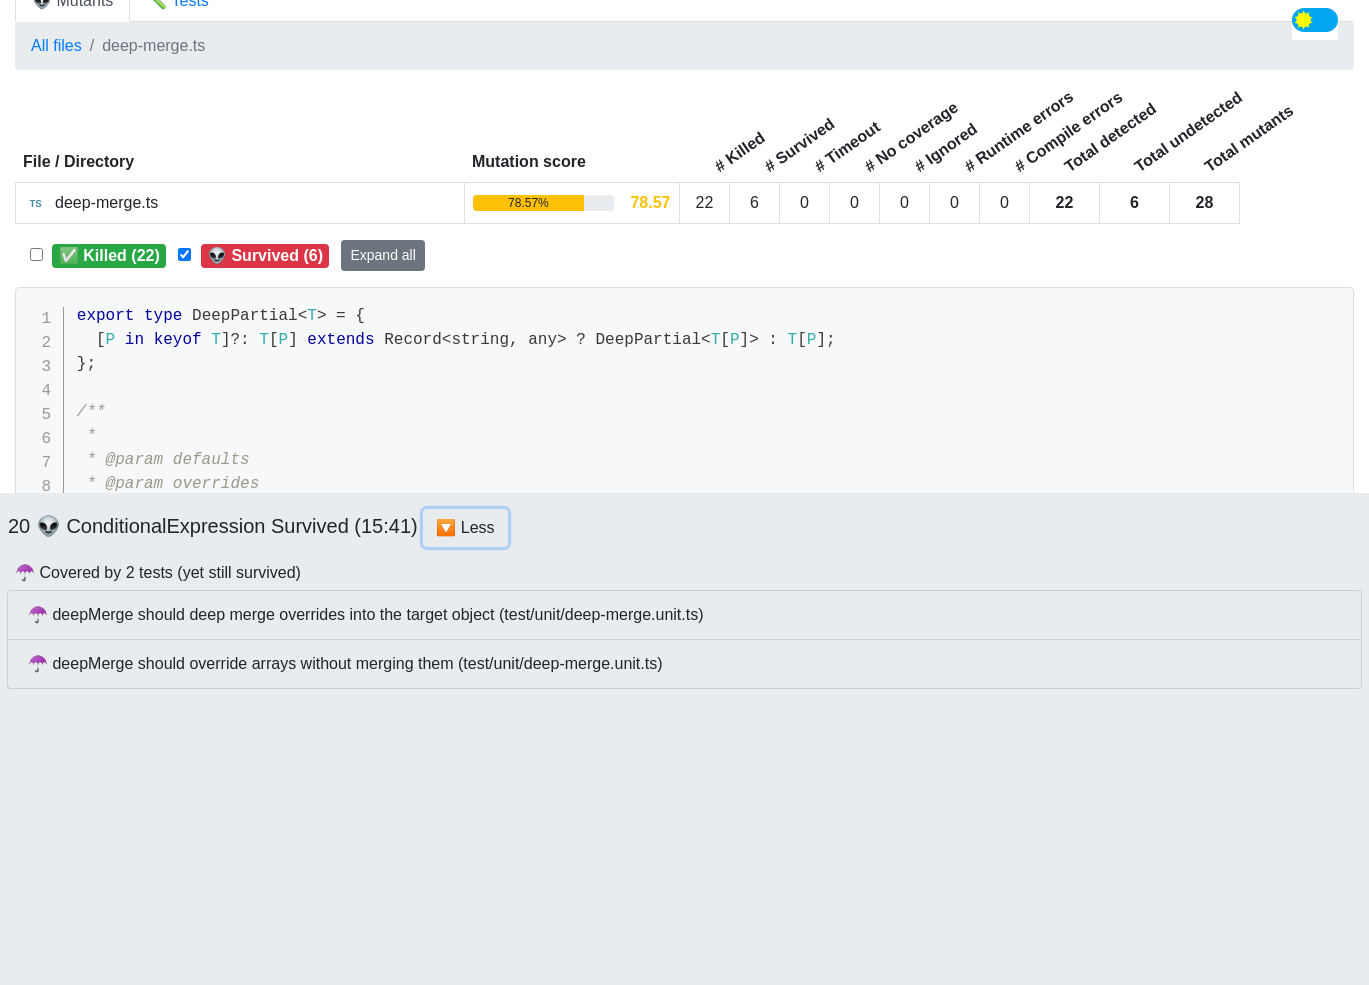 👽 Mutants Tests
All files / deep-merge.ts
File / Directory Mutation score # Killed # Survived # Timeout # No coverage # Ignored # Runtime errors # Compile errors Total detected Total undetected Total mutants
TS deep-merge.ts 78.57% 78.57 22 6 0 0 0 0 0 22 6 28
✅ Killed (22) 👽 Survived (6) Expand all
1 export type DeepPartial<T> = {
2 [P in keyof T]?: T[P] extends Record<string, any> ? DeepPartial<T[P]> : T[P];
3 };
4
5 /**
6 *
7 * @param defaults
8 * @param overrides
20 👽 ConditionalExpression Survived (15:41) 🔽 Less
☂️ Covered by 2 tests (yet still survived)
☂️ deepMerge should deep merge overrides into the target object (test/unit/deep-merge.unit.ts)
☂️ deepMerge should override arrays without merging them (test/unit/deep-merge.unit.ts)